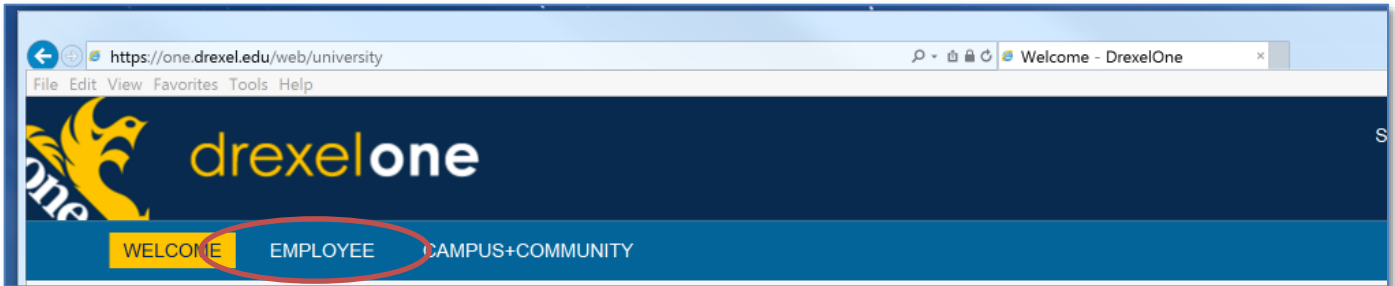 https://one.drexel.edu/web/university
Welcome - DrexelOne
File Edit View Favorites Tools Help
one
drexelone
S
WELCOME EMPLOYEE CAMPUS+COMMUNITY